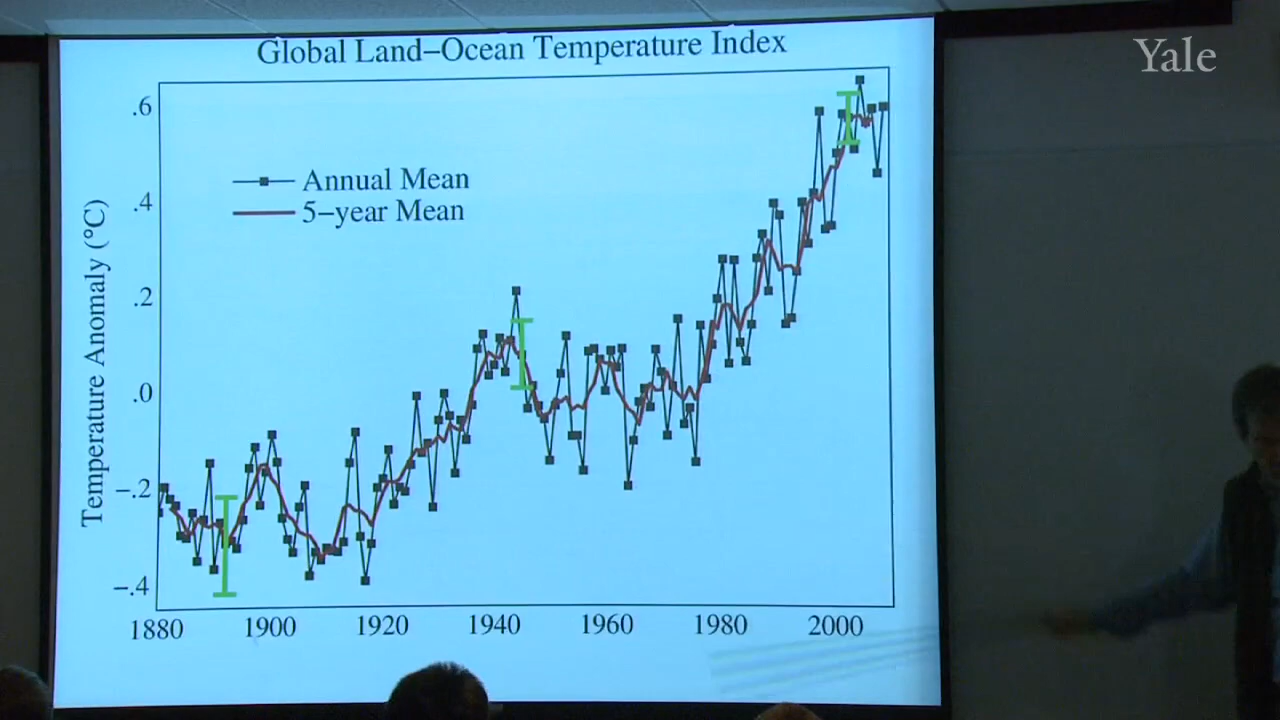 Global Land–Ocean Temperature Index
Yale
.6
Annual Mean
.4
5–year Mean
.2
Temperature Anomaly (°C)
.0
–.2
–.4
1880 1900 1920 1940 1960 1980 2000